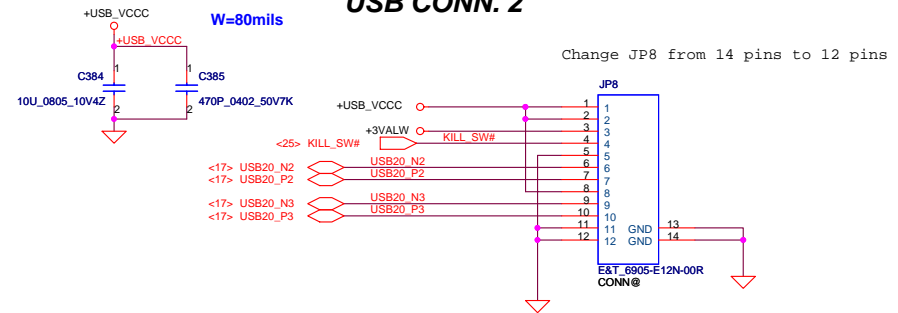 USB CONN. 2
+USB_VCCC
W=80mils
+USB_VCCC
Change JP8 from 14 pins to 12 pins
1 1
C384 C385
10U_0805_10V4Z 470P_0402_50V7K
2 2
JP8
+USB_VCCC 1 1
2 2
+3VALW 3 3
<25> KILL_SW# KILL_SW# 4 4
5 5
<17> USB20_N2 USB20_N2 6 6
<17> USB20_P2 USB20_P2 7 7
8 8
<17> USB20_N3 USB20_N3 9 9
<17> USB20_P3 USB20_P3 10 10
11 11 GND 13
12 12 GND 14
E&T_6905-E12N-00R
CONN@